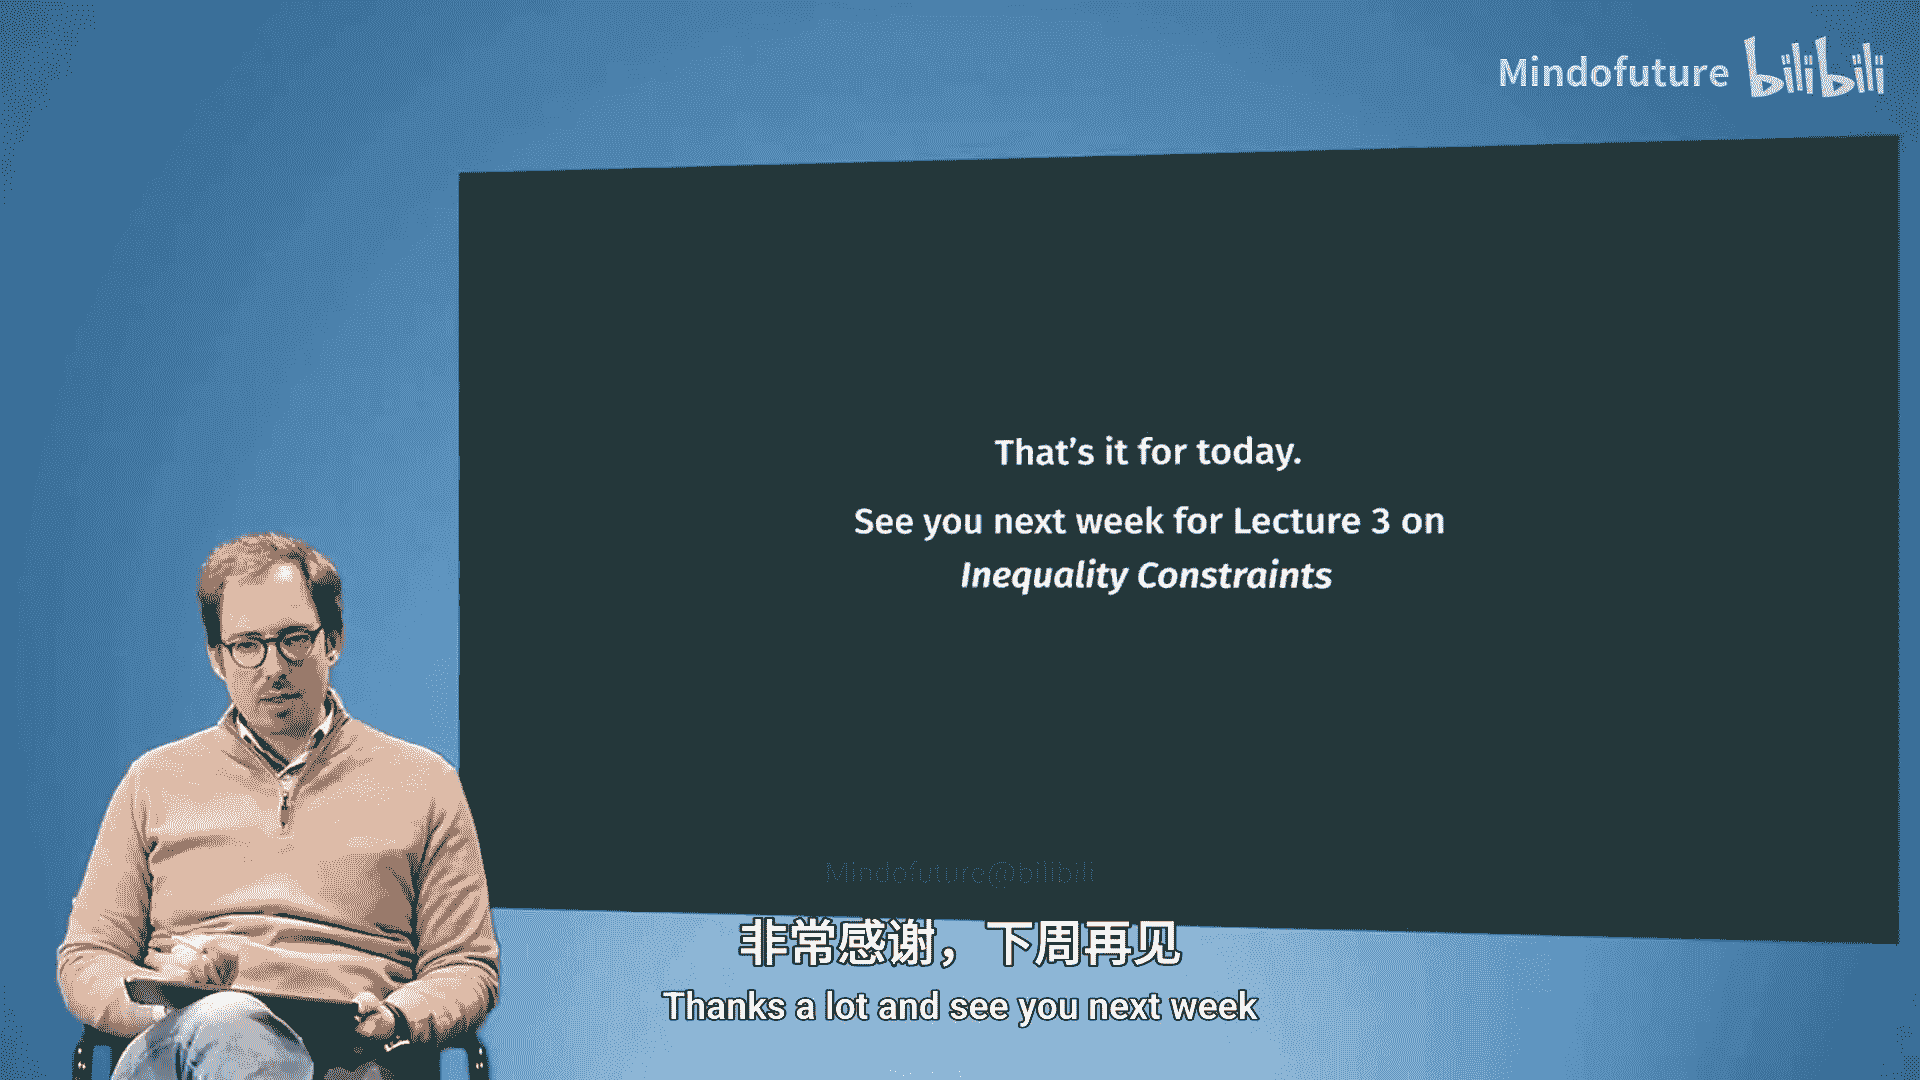 Mindofuture bilibili
That's it for today.
See you next week for Lecture 3 on
Inequality Constraints
Mindofuture@bilibili
非常感谢，下周再见
Thanks a lot and see you next week